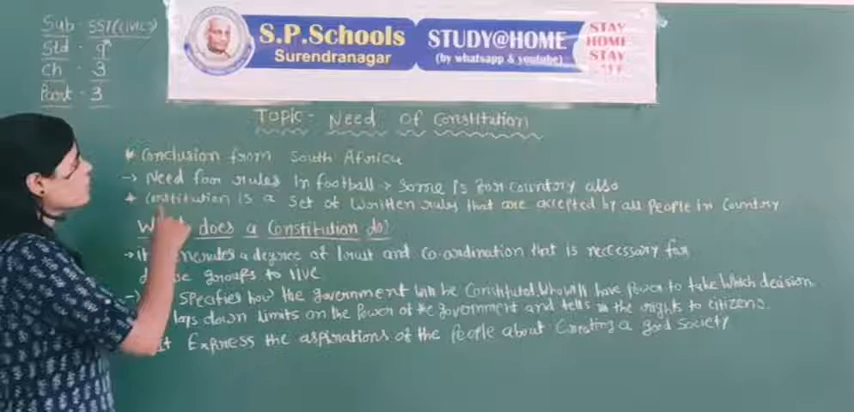 Sub - SST(CIVICS)
Std - 9th
Ch - 3
Point - 3
S.P.Schools
Surendranagar
STUDY@HOME
(by whatsapp & youtube)
STAY
HOME
STAY
Topic - Need Of Constitution
* Conclusion from South Africa
→ Need for rules in football → Some is for country also
* Constitution is a set of written rules that are accepted by all People in Country
does a Constitution do?
a degree of trust and co-ordination that is necessary for
groups to live
Specifies how the government will be Constituted. Who will have power to take which decision
lays down limits on the Power of the government and tells us the rights to citizens.
It Express the aspirations of the People about Creating a good Society